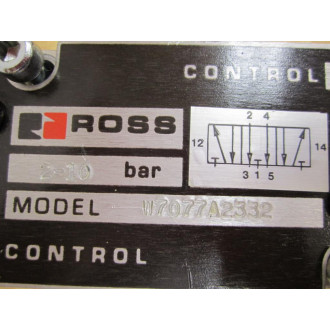 CONTROL
ROSS
2 4
12 14
3 1 5
bar
MODEL W7077A2332
CONTROL